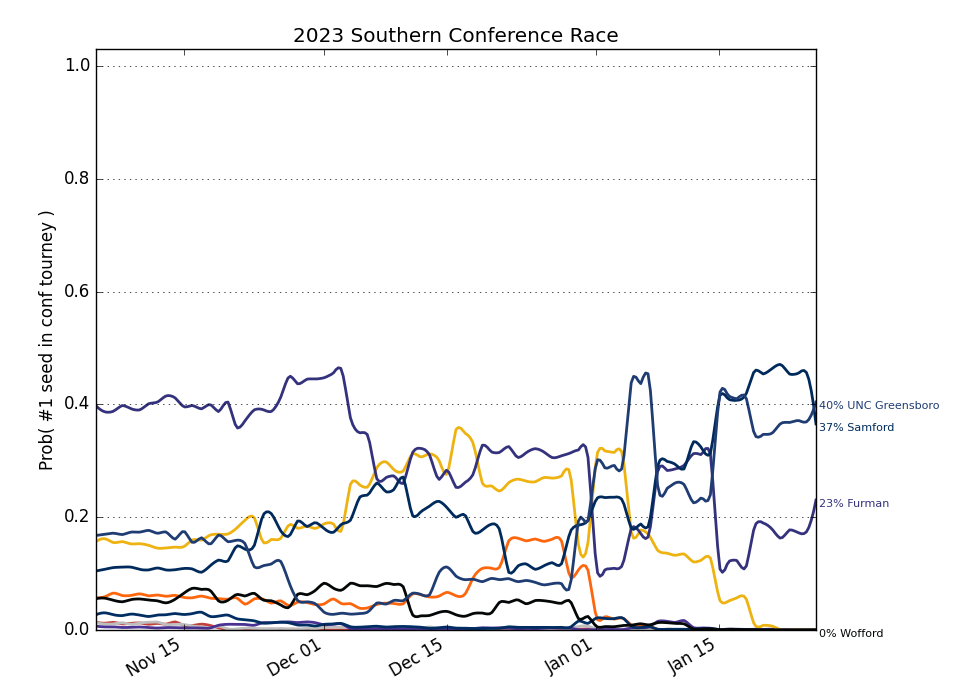 2023 Southern Conference Race
Prob( #1 seed in conf tourney )
1.0
0.8
0.6
0.4
0.2
0.0
Nov 15
Dec 01
Dec 15
Jan 01
Jan 15
40% UNC Greensboro
37% Samford
23% Furman
0% Wofford